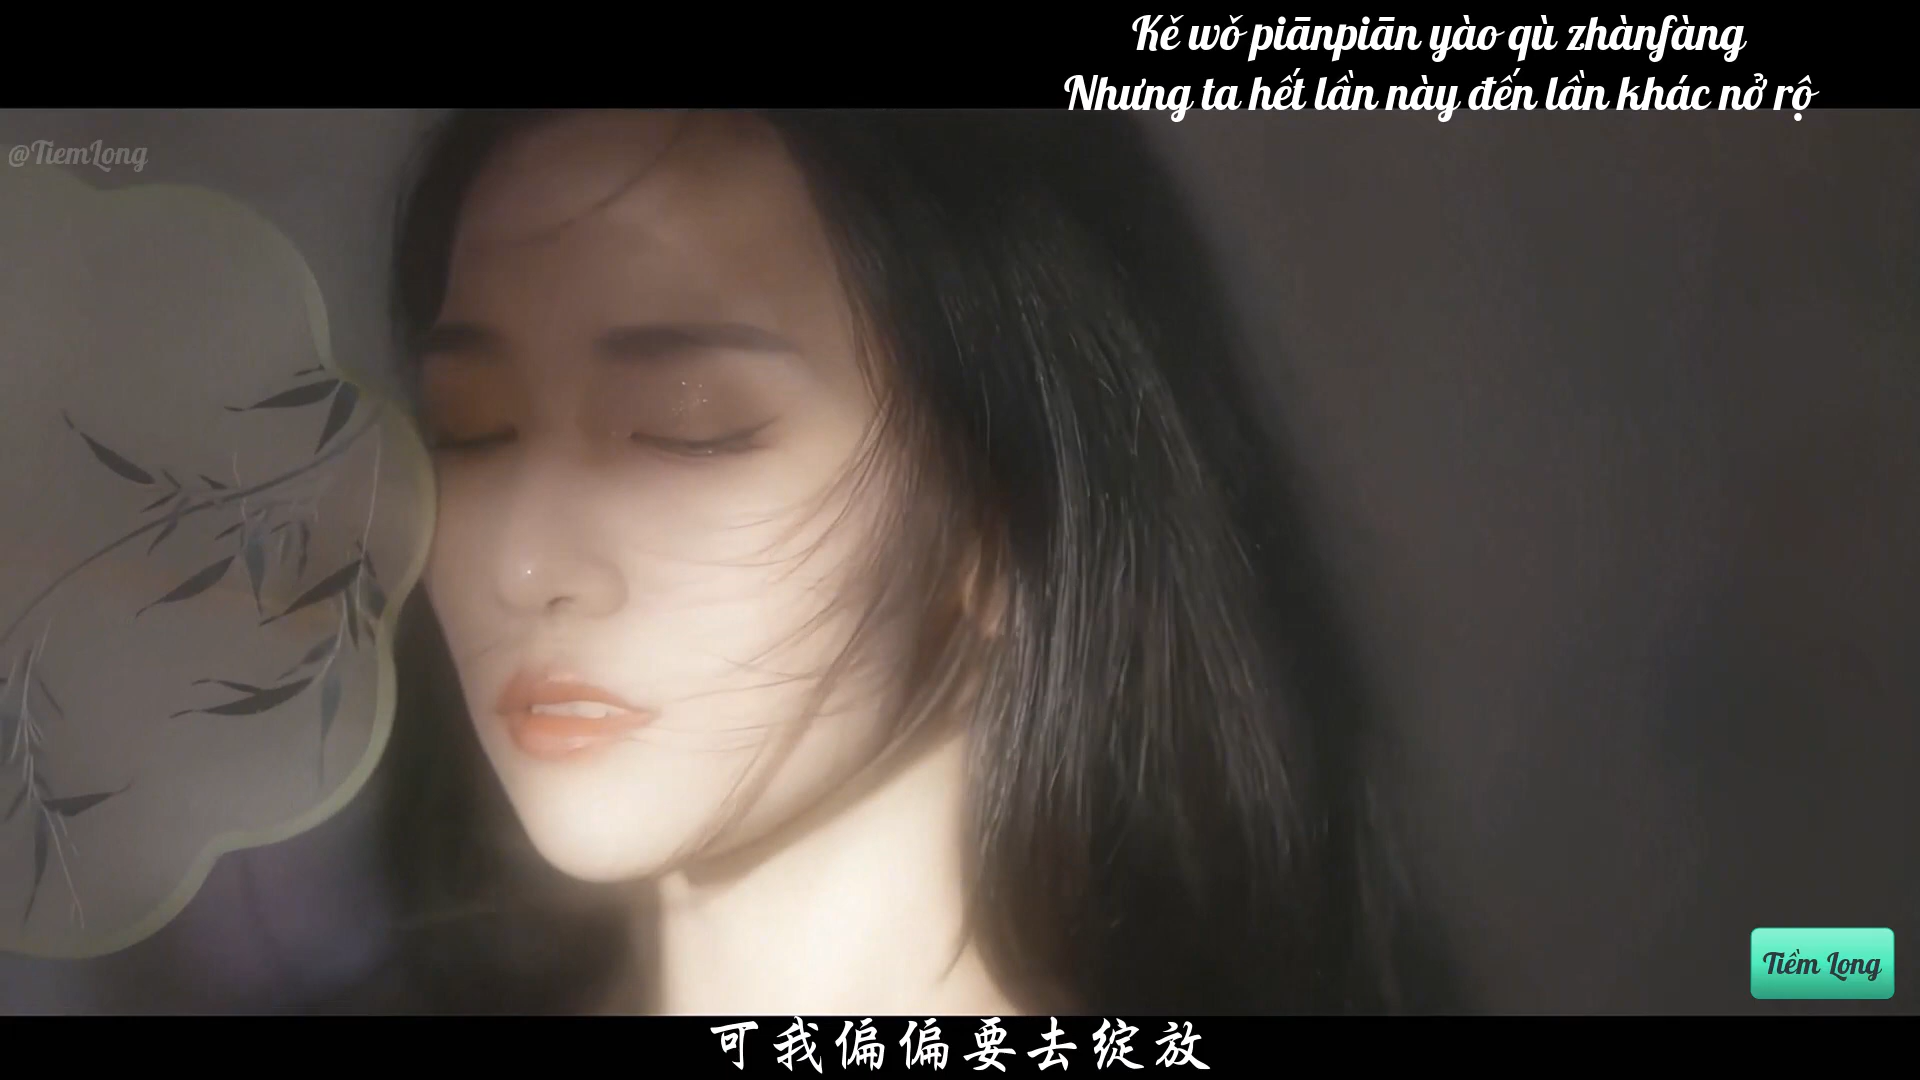 Kě wǒ piānpiān yào qù zhànfàng
Nhưng ta hết lần này đến lần khác nở rộ
@TiemLong
Tiềm Long
可我偏偏要去绽放